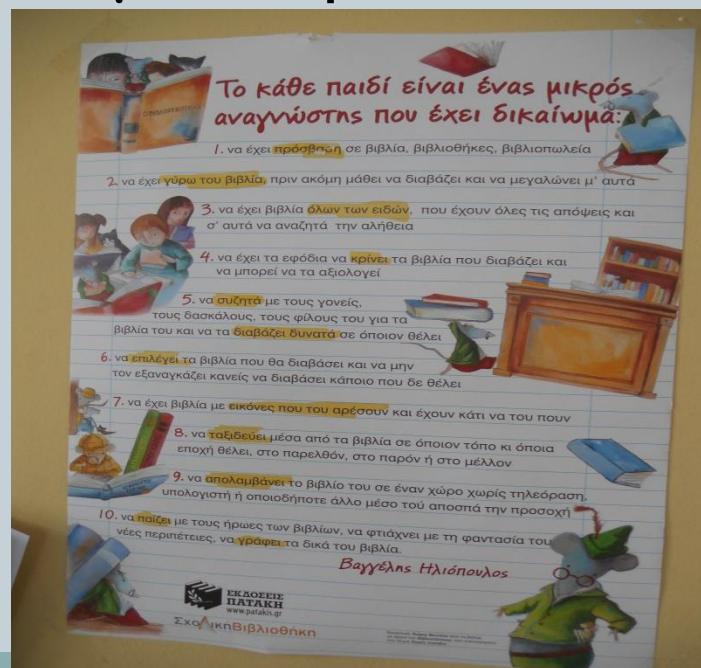 Το κάθε παιδί είναι ένας μικρός
αναγνώστης που έχει δικαίωμα:
1. να έχει πρόσβαση σε βιβλία, βιβλιοθήκες, βιβλιοπωλεία
2. να έχει γύρω του βιβλία, πριν ακόμη μάθει να διαβάζει και να μεγαλώνει μ' αυτά
3. να έχει βιβλία όλων των ειδών, που έχουν όλες τις απόψεις και
σ' αυτά να αναζητά την αλήθεια
4. να έχει τα εφόδια να κρίνει τα βιβλία που διαβάζει και
να μπορεί να τα αξιολογεί
5. να συζητά με τους γονείς,
τους δασκάλους, τους φίλους του για τα
βιβλία του και να τα διαβάζει δυνατά σε όποιον θέλει
6. να επιλέγει τα βιβλία που θα διαβάσει και να μην
τον εξαναγκάζει κανείς να διαβάσει κάποιο που δε θέλει
7. να έχει βιβλία με εικόνες που του αρέσουν και έχουν κάτι να του πουν
8. να ταξιδεύει μέσα από τα βιβλία σε όποιον τόπο κι όποια
εποχή θέλει, στο παρελθόν, στο παρόν ή στο μέλλον
9. να απολαμβάνει το βιβλίο του σε έναν χώρο χωρίς τηλεόραση,
υπολογιστή ή οποιοδήποτε άλλο μέσο τού αποσπά την προσοχή
10. να παίζει με τους ήρωες των βιβλίων, να φτιάχνει με τη φαντασία του
νέες περιπέτειες, να γράφει τα δικά του βιβλία.
Βαγγέλης Ηλιόπουλος
ΕΚΔΟΣΕΙΣ
ΠΑΤΑΚΗ
www.patakis.gr
ΣχοΛικηΒιβλιοθήκη